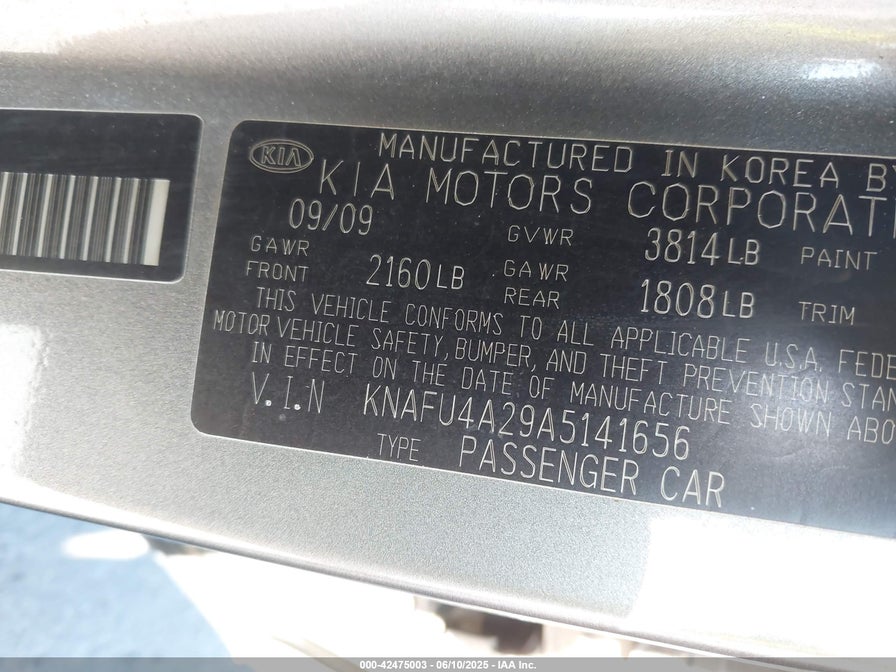 KIA
MANUFACTURED IN KOREA BY
KIA MOTORS CORPORATI
09/09
GVWR 3814LB PAINT
GAWR FRONT 2160LB GAWR REAR 1808LB TRIM
THIS VEHICLE CONFORMS TO ALL APPLICABLE U.S.A. FEDE
MOTOR VEHICLE SAFETY, BUMPER, AND THEFT PREVENTION STAN
IN EFFECT ON THE DATE OF MANUFACTURE SHOWN ABO
V.I.N KNAFU4A29A5141656
TYPE PASSENGER CAR
000-42475003 - 06/10/2025 - IAA Inc.